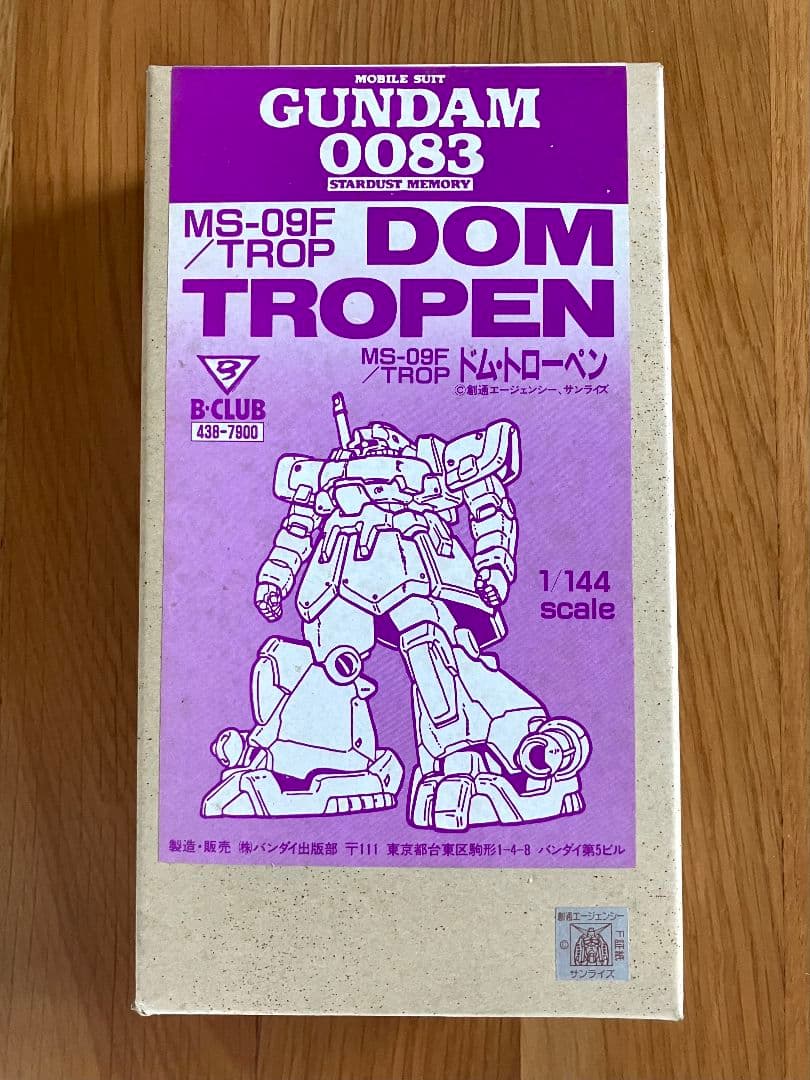 MOBILE SUIT
GUNDAM
0083
STARDUST MEMORY
MS-09F
/TROP
DOM
TROPEN
MS-09F
/TROP
ドム・トローペン
©創通エージェンシー、サンライズ
B-CLUB
438-7900
1/144
scale
製造・販売 ㈱バンダイ出版部 〒111 東京都台東区駒形1-4-8 バンダイ第5ビル
創通エージェンシー
©
サンライズ
下証紙